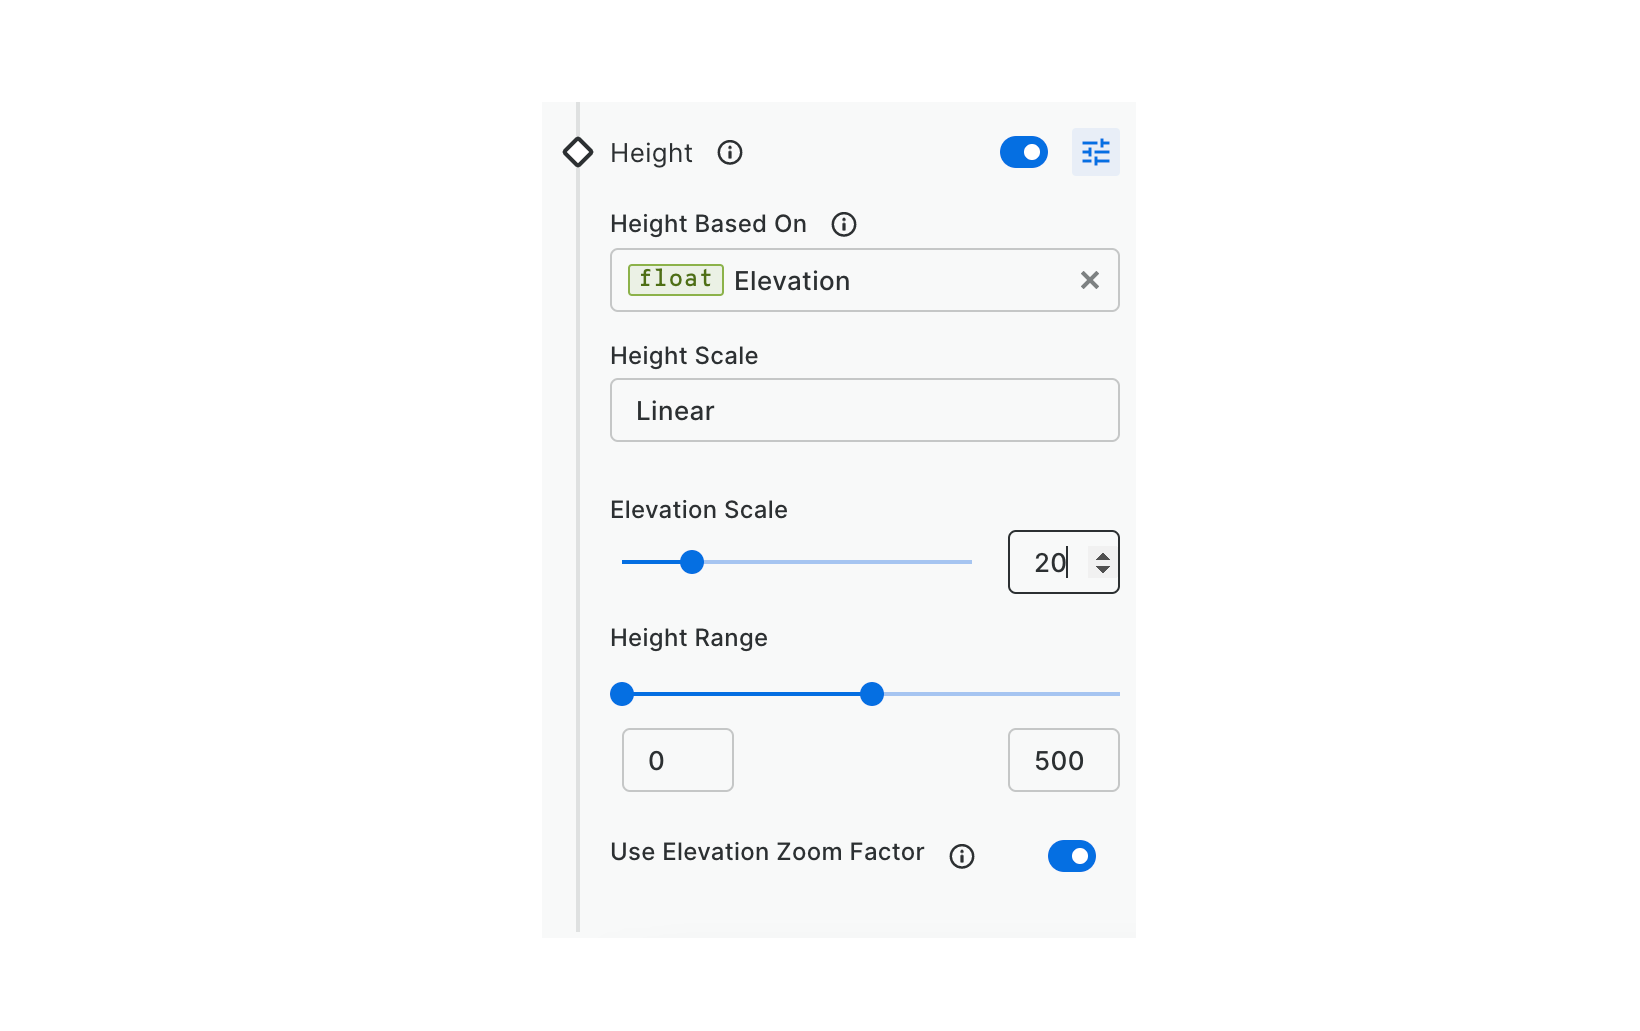 Height
Height Based On
float Elevation
Height Scale
Linear
Elevation Scale
20
Height Range
0 500
Use Elevation Zoom Factor